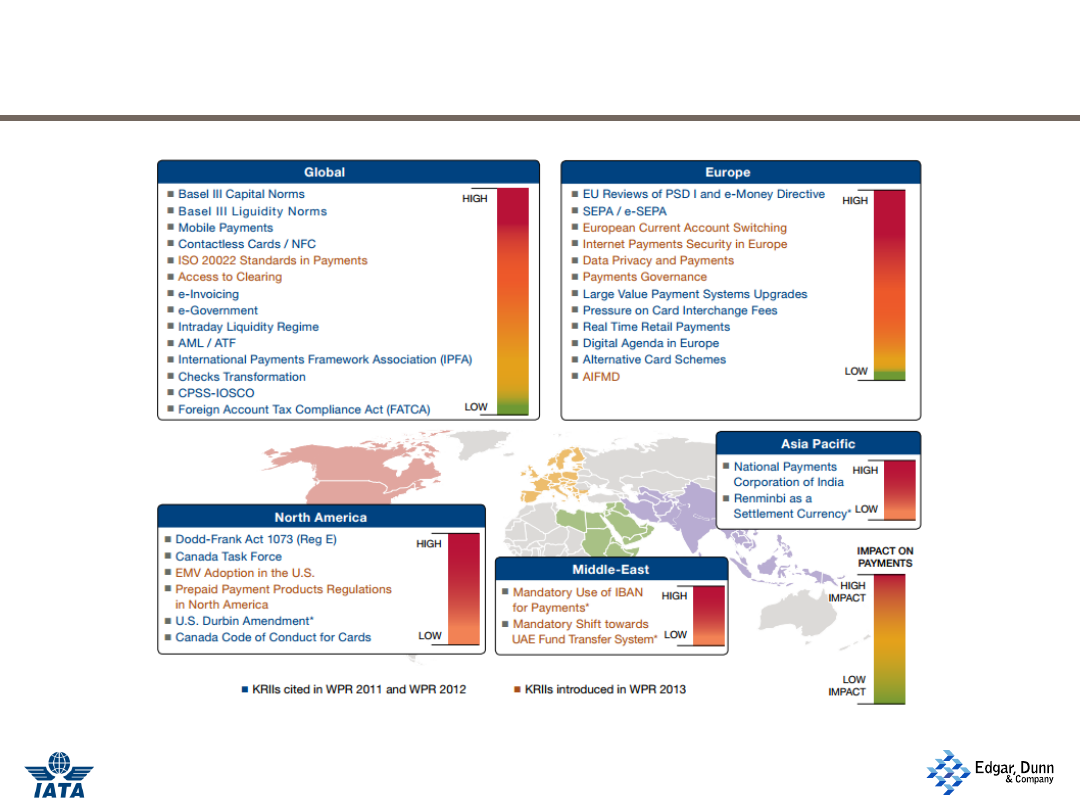 Global
Basel III Capital Norms
Basel III Liguidity Norms
Mobile Payments
Contactless Cards / NFC
ISO 20022 Standards in Payments
Access to Clearing
e-Invoicing
e-Government
Intraday Liquidity Regime
AML / ATF
International Payments Framework Association (IPFA)
Checks Transformation
CPSS-IOSCO
Foreign Account Tax Compliance Act (FATCA)
HIGH
LOW
Europe
EU Reviews of PSD I and e-Money Directive
SEPA / e-SEPA
European Current Account Switching
Internet Payments Security in Europe
Data Privacy and Payments
Payments Governance
Large Value Payment Systems Upgrades
Pressure on Card Interchange Fees
Real Time Retail Payments
Digital Agenda in Europe
Alternative Card Schemes
AIFMD
HIGH
LOW
Asia Pacific
National Payments
Corporation of India
Renminbi as a
Settlement Currency*
HIGH
LOW
North America
Dodd-Frank Act 1073 (Reg E)
Canada Task Force
EMV Adoption in the U.S.
Prepaid Payment Products Regulations
in North America
U.S. Durbin Amendment*
Canada Code of Conduct for Cards
HIGH
LOW
Middle-East
Mandatory Use of IBAN
for Payments*
Mandatory Shift towards
UAE Fund Transfer System*
HIGH
LOW
IMPACT ON
PAYMENTS
HIGH
IMPACT
LOW
IMPACT
KRIIs cited in WPR 2011 and WPR 2012
KRIIs introduced in WPR 2013
IATA
Edgar, Dunn
& Company